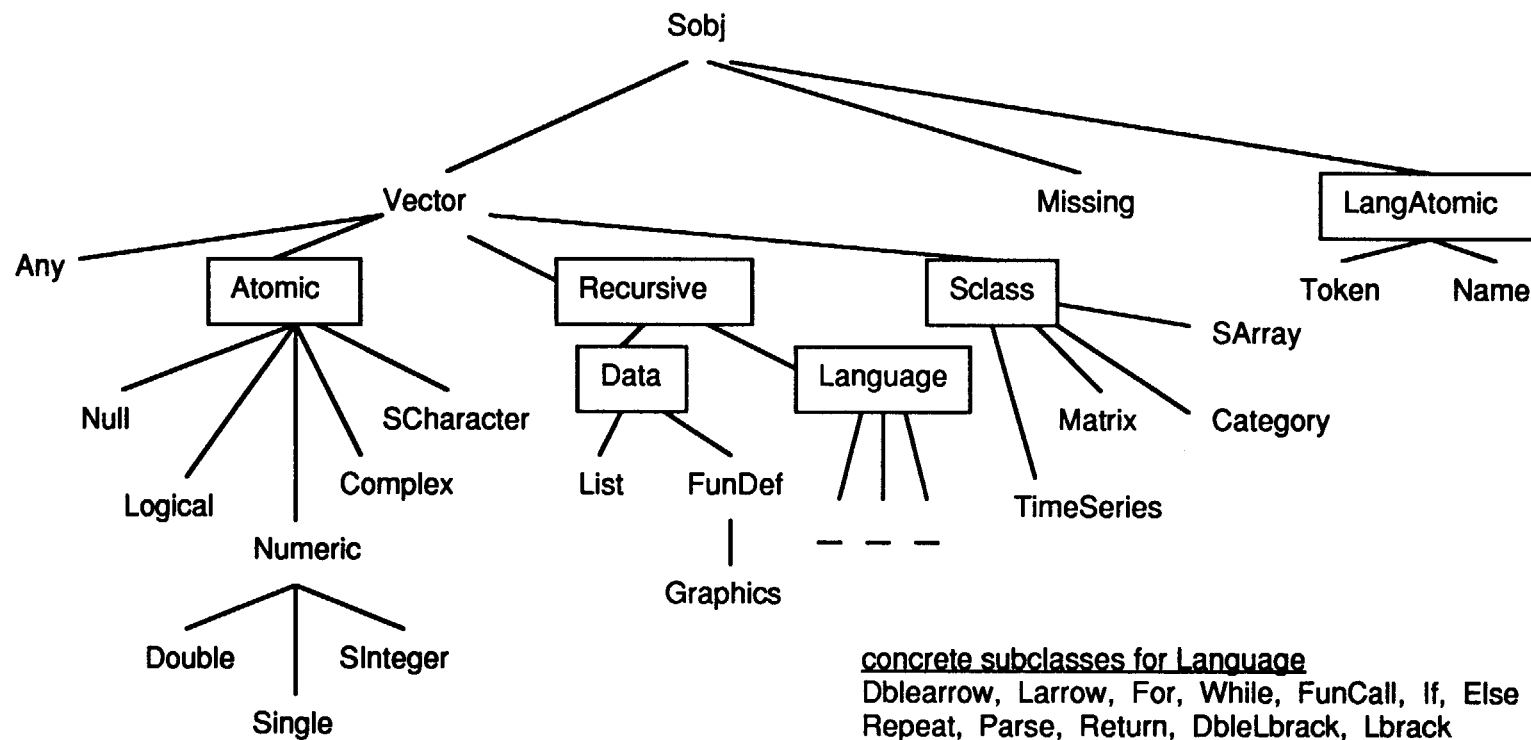 Sobj
Vector
Missing
LangAtomic
Any
Atomic
Recursive
Sclass
Token Name
SArray
Data
Language
Null
SCharacter
Matrix
Category
Logical
Complex
List
FunDef
TimeSeries
Numeric
Graphics
Double
SInteger
Single
concrete subclasses for Language
Dblearrow, Larrow, For, While, FunCall, If, Else
Repeat, Parse, Return, DbleLbrack, Lbrack